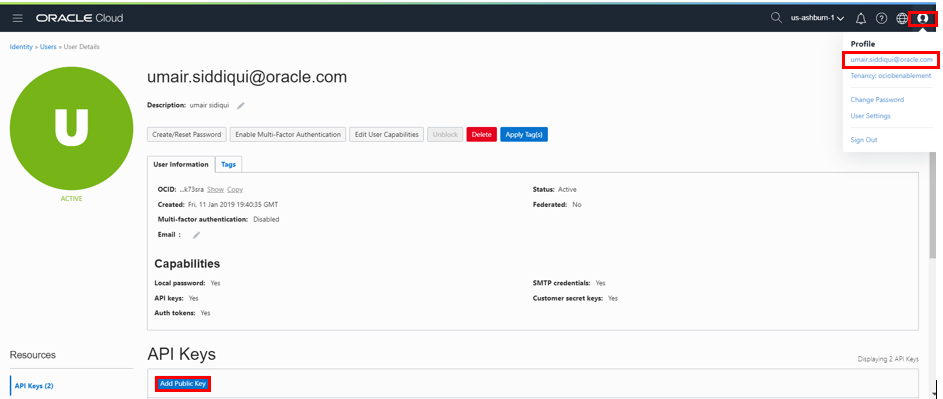 ORACLE Cloud
us-ashburn-1
Identity » Users » User Details
Profile
umair.siddiqui@oracle.com
Tenancy: ociobenablement
Change Password
User Settings
Sign Out
U
ACTIVE
umair.siddiqui@oracle.com
Description: umair sidiqui
Create/Reset Password Enable Multi-Factor Authentication Edit User Capabilities Unblock Delete Apply Tag(s)
User Information Tags
OCID: ...k73sra Show Copy Status: Active
Created: Fri, 11 Jan 2019 19:40:35 GMT Federated: No
Multi-factor authentication: Disabled
Email :
Capabilities
Local password: Yes SMTP credentials: Yes
API keys: Yes Customer secret keys: Yes
Auth tokens: Yes
Resources
API Keys (2)
API Keys
Displaying 2 API Keys
Add Public Key